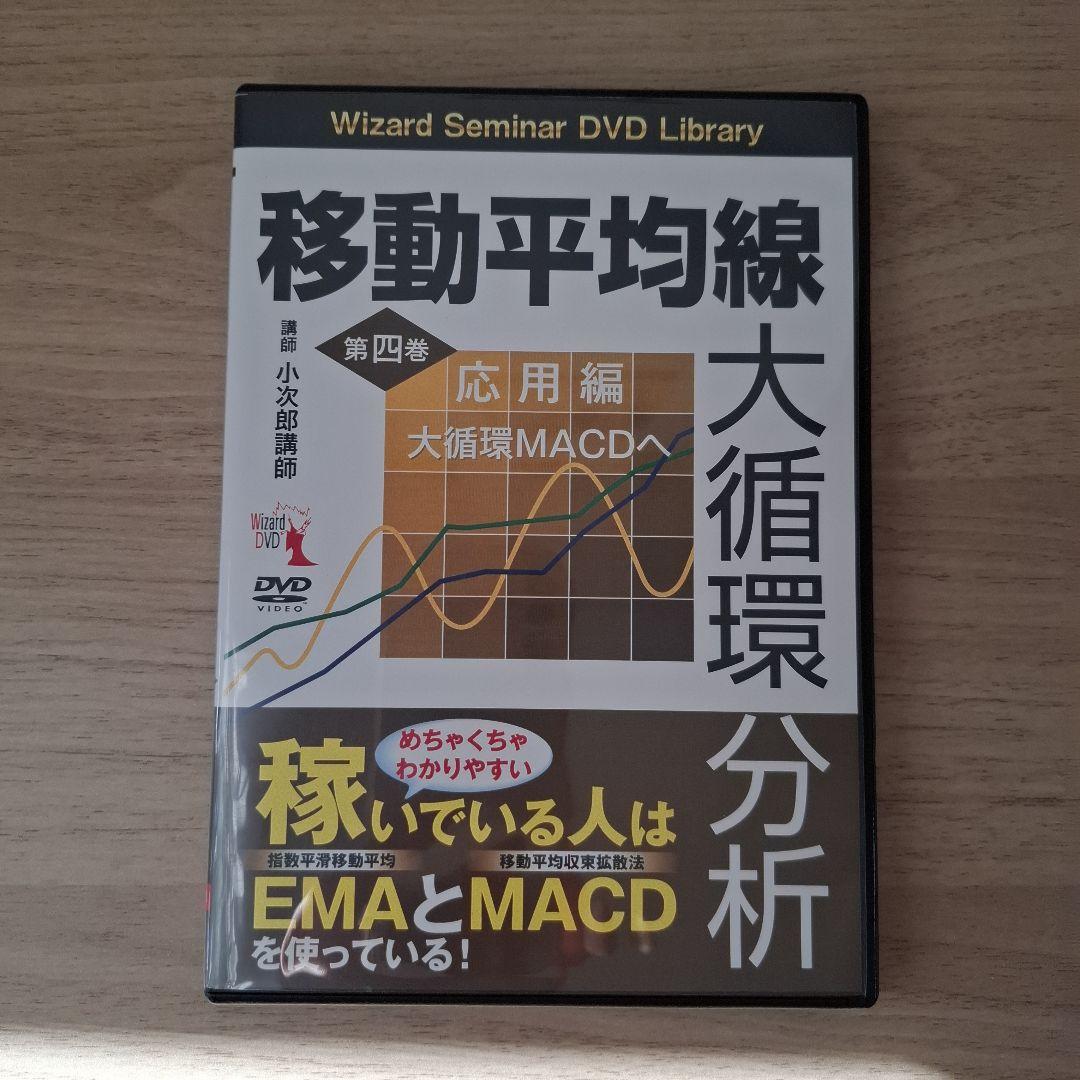 Wizard Seminar DVD Library
移動平均線
大循環分析
第四巻
応用編
大循環MACDへ
講師 小次郎講師
Wizard
DVD
DVD
VIDEO
めちゃくちゃ
わかりやすい
稼いでいる人は
指数平滑移動平均 移動平均収束拡散法
EMAとMACD
を使っている!